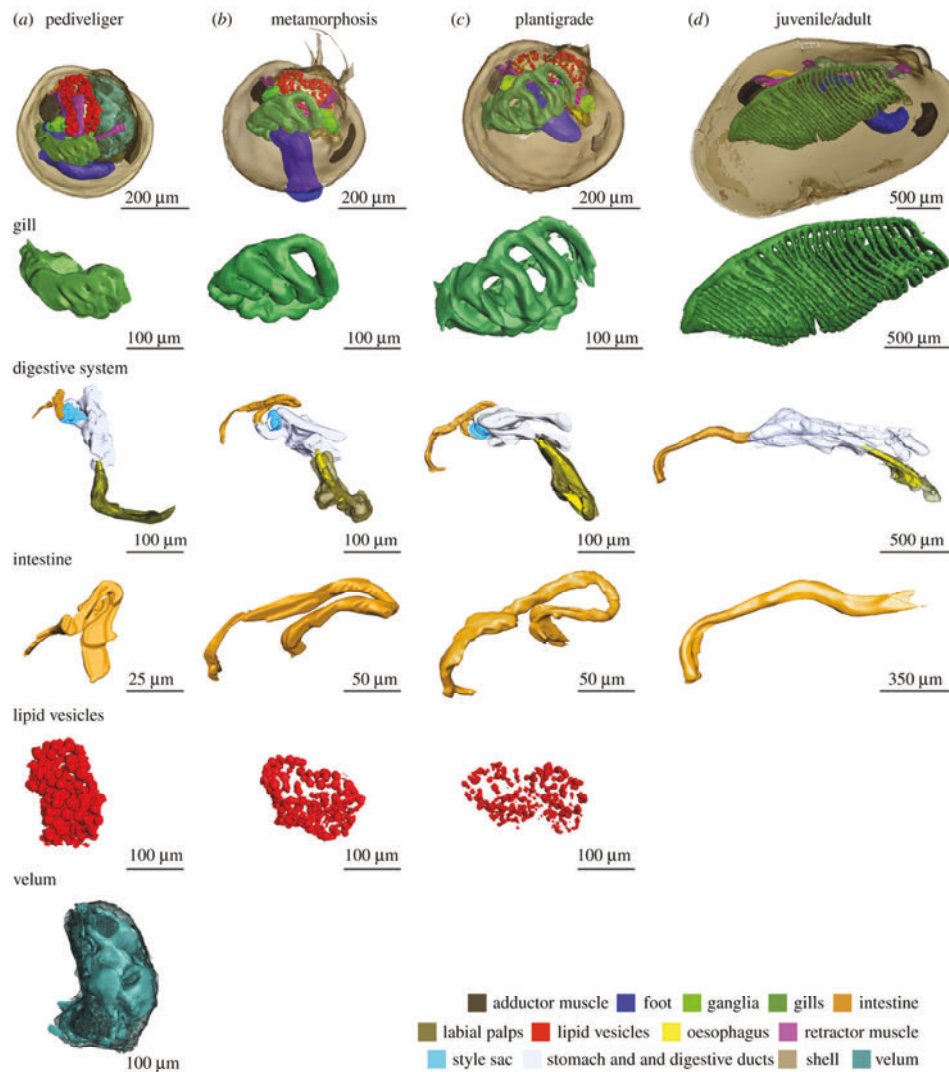 (a) pediveliger (b) metamorphosis (c) plantigrade (d) juvenile/adult
200 µm 200 µm 200 µm 500 µm
gill
100 µm 100 µm 100 µm 500 µm
digestive system
100 µm 100 µm 100 µm 500 µm
intestine
25 µm 50 µm 50 µm 350 µm
lipid vesicles
100 µm 100 µm 100 µm
velum
100 µm
adductor muscle foot ganglia gills intestine
labial palps lipid vesicles oesophagus retractor muscle
style sac stomach and and digestive ducts shell velum